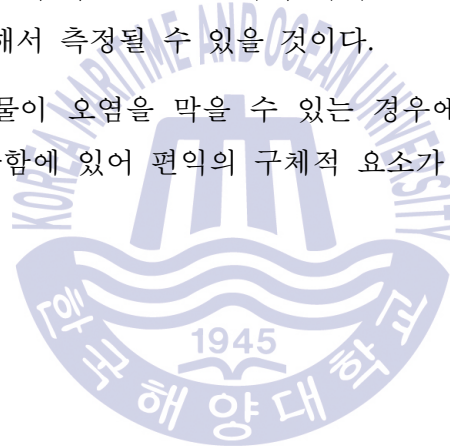 해서 측정될 수 있을 것이다.
물이 오염을 막을 수 있는 경우에
함에 있어 편익의 구체적 요소가
KOREA MARITIME AND OCEAN UNIVERSITY
1945
한국해양대학교